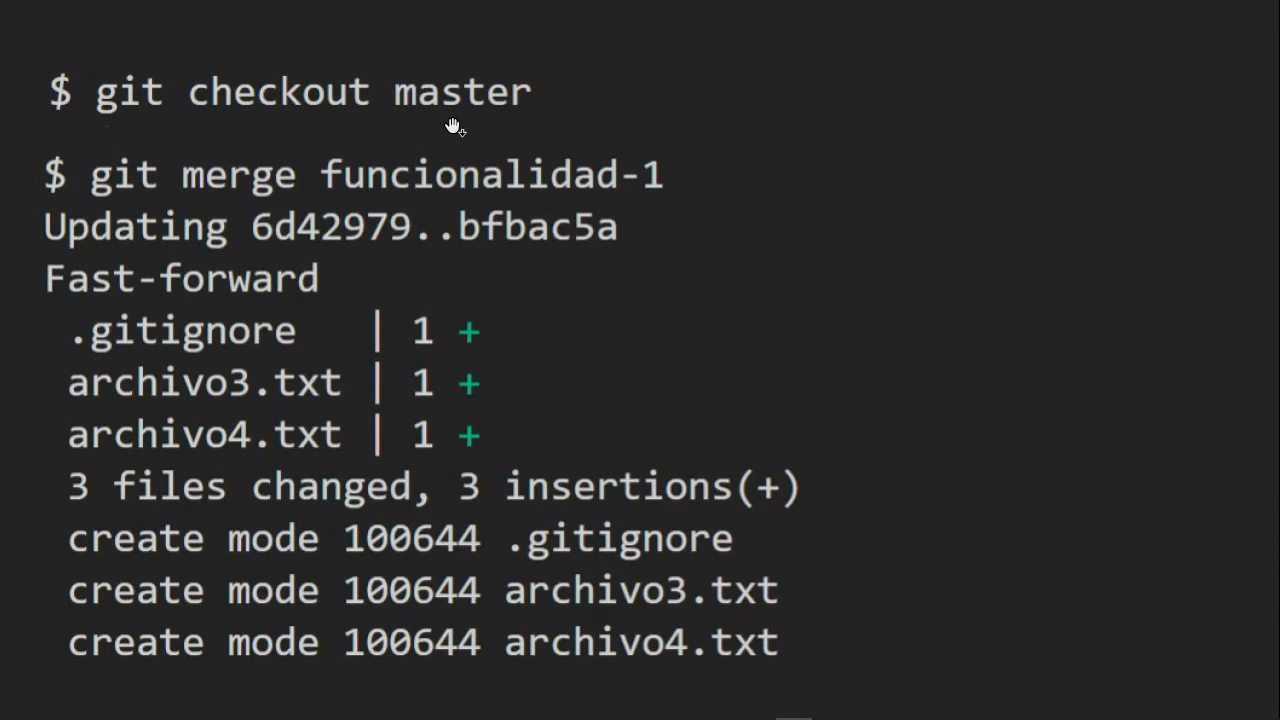 $ git checkout master
$ git merge funcionalidad-1
Updating 6d42979..bfbac5a
Fast-forward
.gitignore | 1 +
archivo3.txt | 1 +
archivo4.txt | 1 +
3 files changed, 3 insertions(+)
create mode 100644 .gitignore
create mode 100644 archivo3.txt
create mode 100644 archivo4.txt